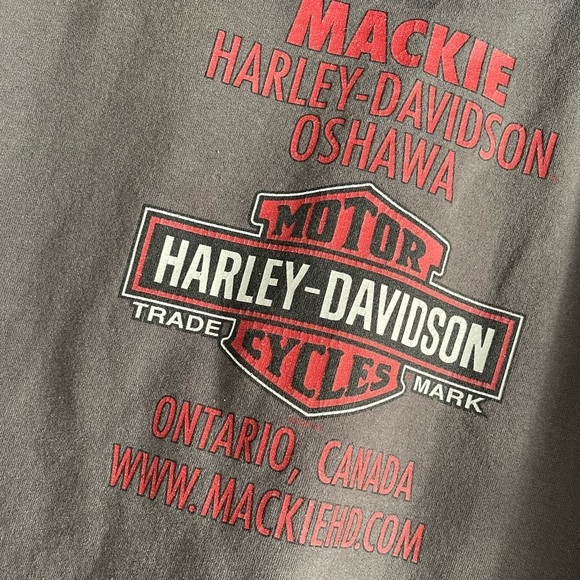 MACKIE
HARLEY-DAVIDSON
OSHAWA
MOTOR
HARLEY-DAVIDSON
TRADE MARK
CYCLES
ONTARIO, CANADA
WWW.MACKIEHD.COM